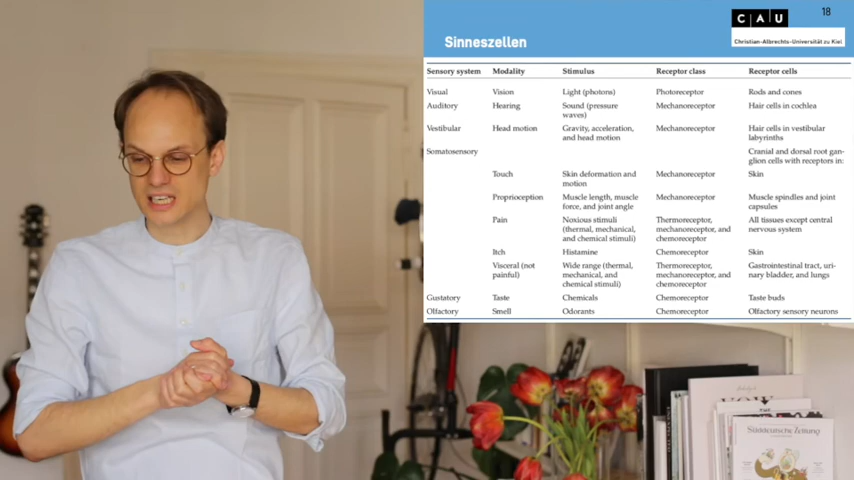 Sinneszellen
CAU
18
Christian-Albrechts-Universität zu Kiel
Sensory system Modality Stimulus Receptor class Receptor cells
Visual Vision Light (photons) Photoreceptor Rods and cones
Auditory Hearing Sound (pressure waves) Mechanoreceptor Hair cells in cochlea
Vestibular Head motion Gravity, acceleration, and head motion Mechanoreceptor Hair cells in vestibular labyrinths
Somatosensory Cranial and dorsal root gan-glion cells with receptors in:
Touch Skin deformation and motion Mechanoreceptor Skin
Proprioception Muscle length, muscle force, and joint angle Mechanoreceptor Muscle spindles and joint capsules
Pain Noxious stimuli (thermal, mechanical, and chemical stimuli) Thermoreceptor, mechanoreceptor, and chemoreceptor All tissues except central nervous system
Itch Histamine Chemoreceptor Skin
Visceral (not painful) Wide range (thermal, mechanical, and chemical stimuli) Thermoreceptor, mechanoreceptor, and chemoreceptor Gastrointestinal tract, uri-nary bladder, and lungs
Gustatory Taste Chemicals Chemoreceptor Taste buds
Olfactory Smell Odorants Chemoreceptor Olfactory sensory neurons
Süddeutsche Zeitung